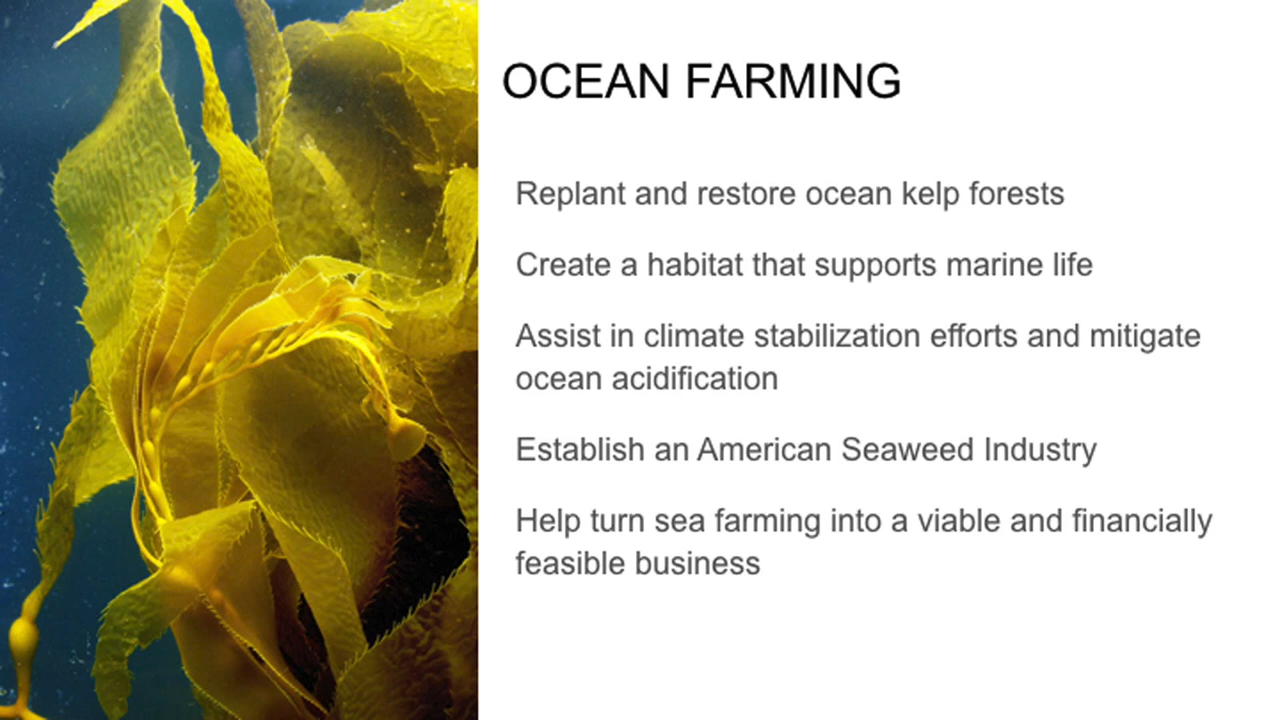 OCEAN FARMING
Replant and restore ocean kelp forests
Create a habitat that supports marine life
Assist in climate stabilization efforts and mitigate
ocean acidification
Establish an American Seaweed Industry
Help turn sea farming into a viable and financially
feasible business